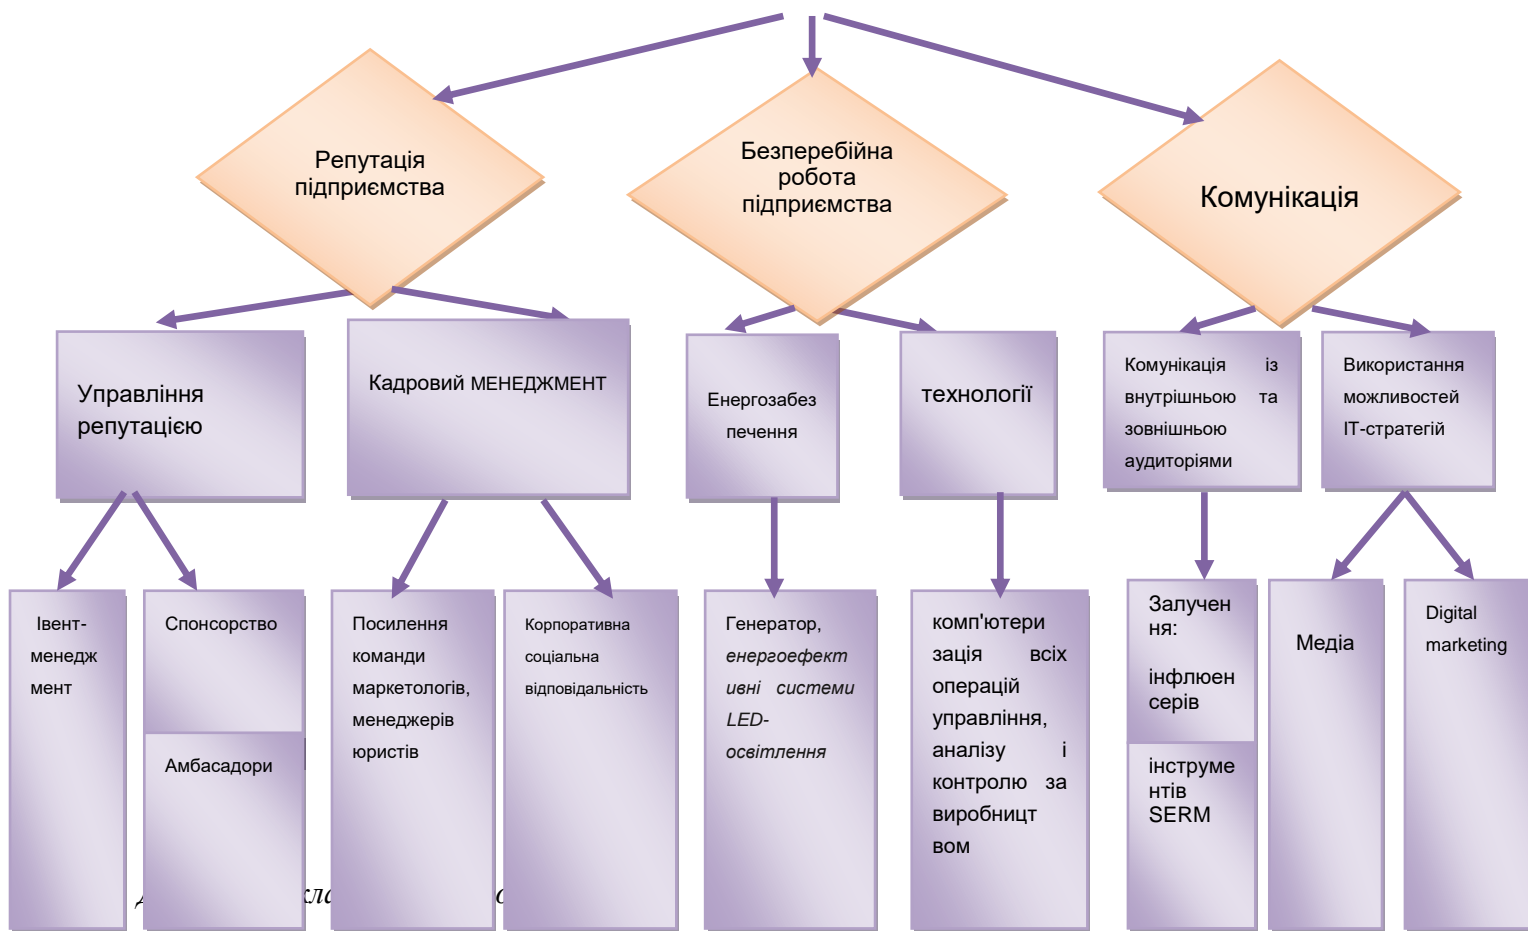 Репутація
підприємства
Безперебійна
робота
підприємства
Комунікація
Управління
репутацією
Кадровий МЕНЕДЖМЕНТ
Енергозабез
печення
технології
Комунікація із
внутрішньою та
зовнішньою
аудиторіями
Використання
можливостей
ІТ-стратегій
Івент-
менедж
мент
Спонсорство
Амбасадори
Посилення
команди
маркетологів,
менеджерів
юристів
Корпоративна
соціальна
відповідальність
Генератор,
енергоефект
ивні системи
LED-
освітлення
комп'ютери
зація всіх
операцій
управління,
аналізу і
контролю за
виробництвом
вом
Залучен
ня:
інфлюен
серів
інструме
нтів
SERM
Медіа
Digital
marketing